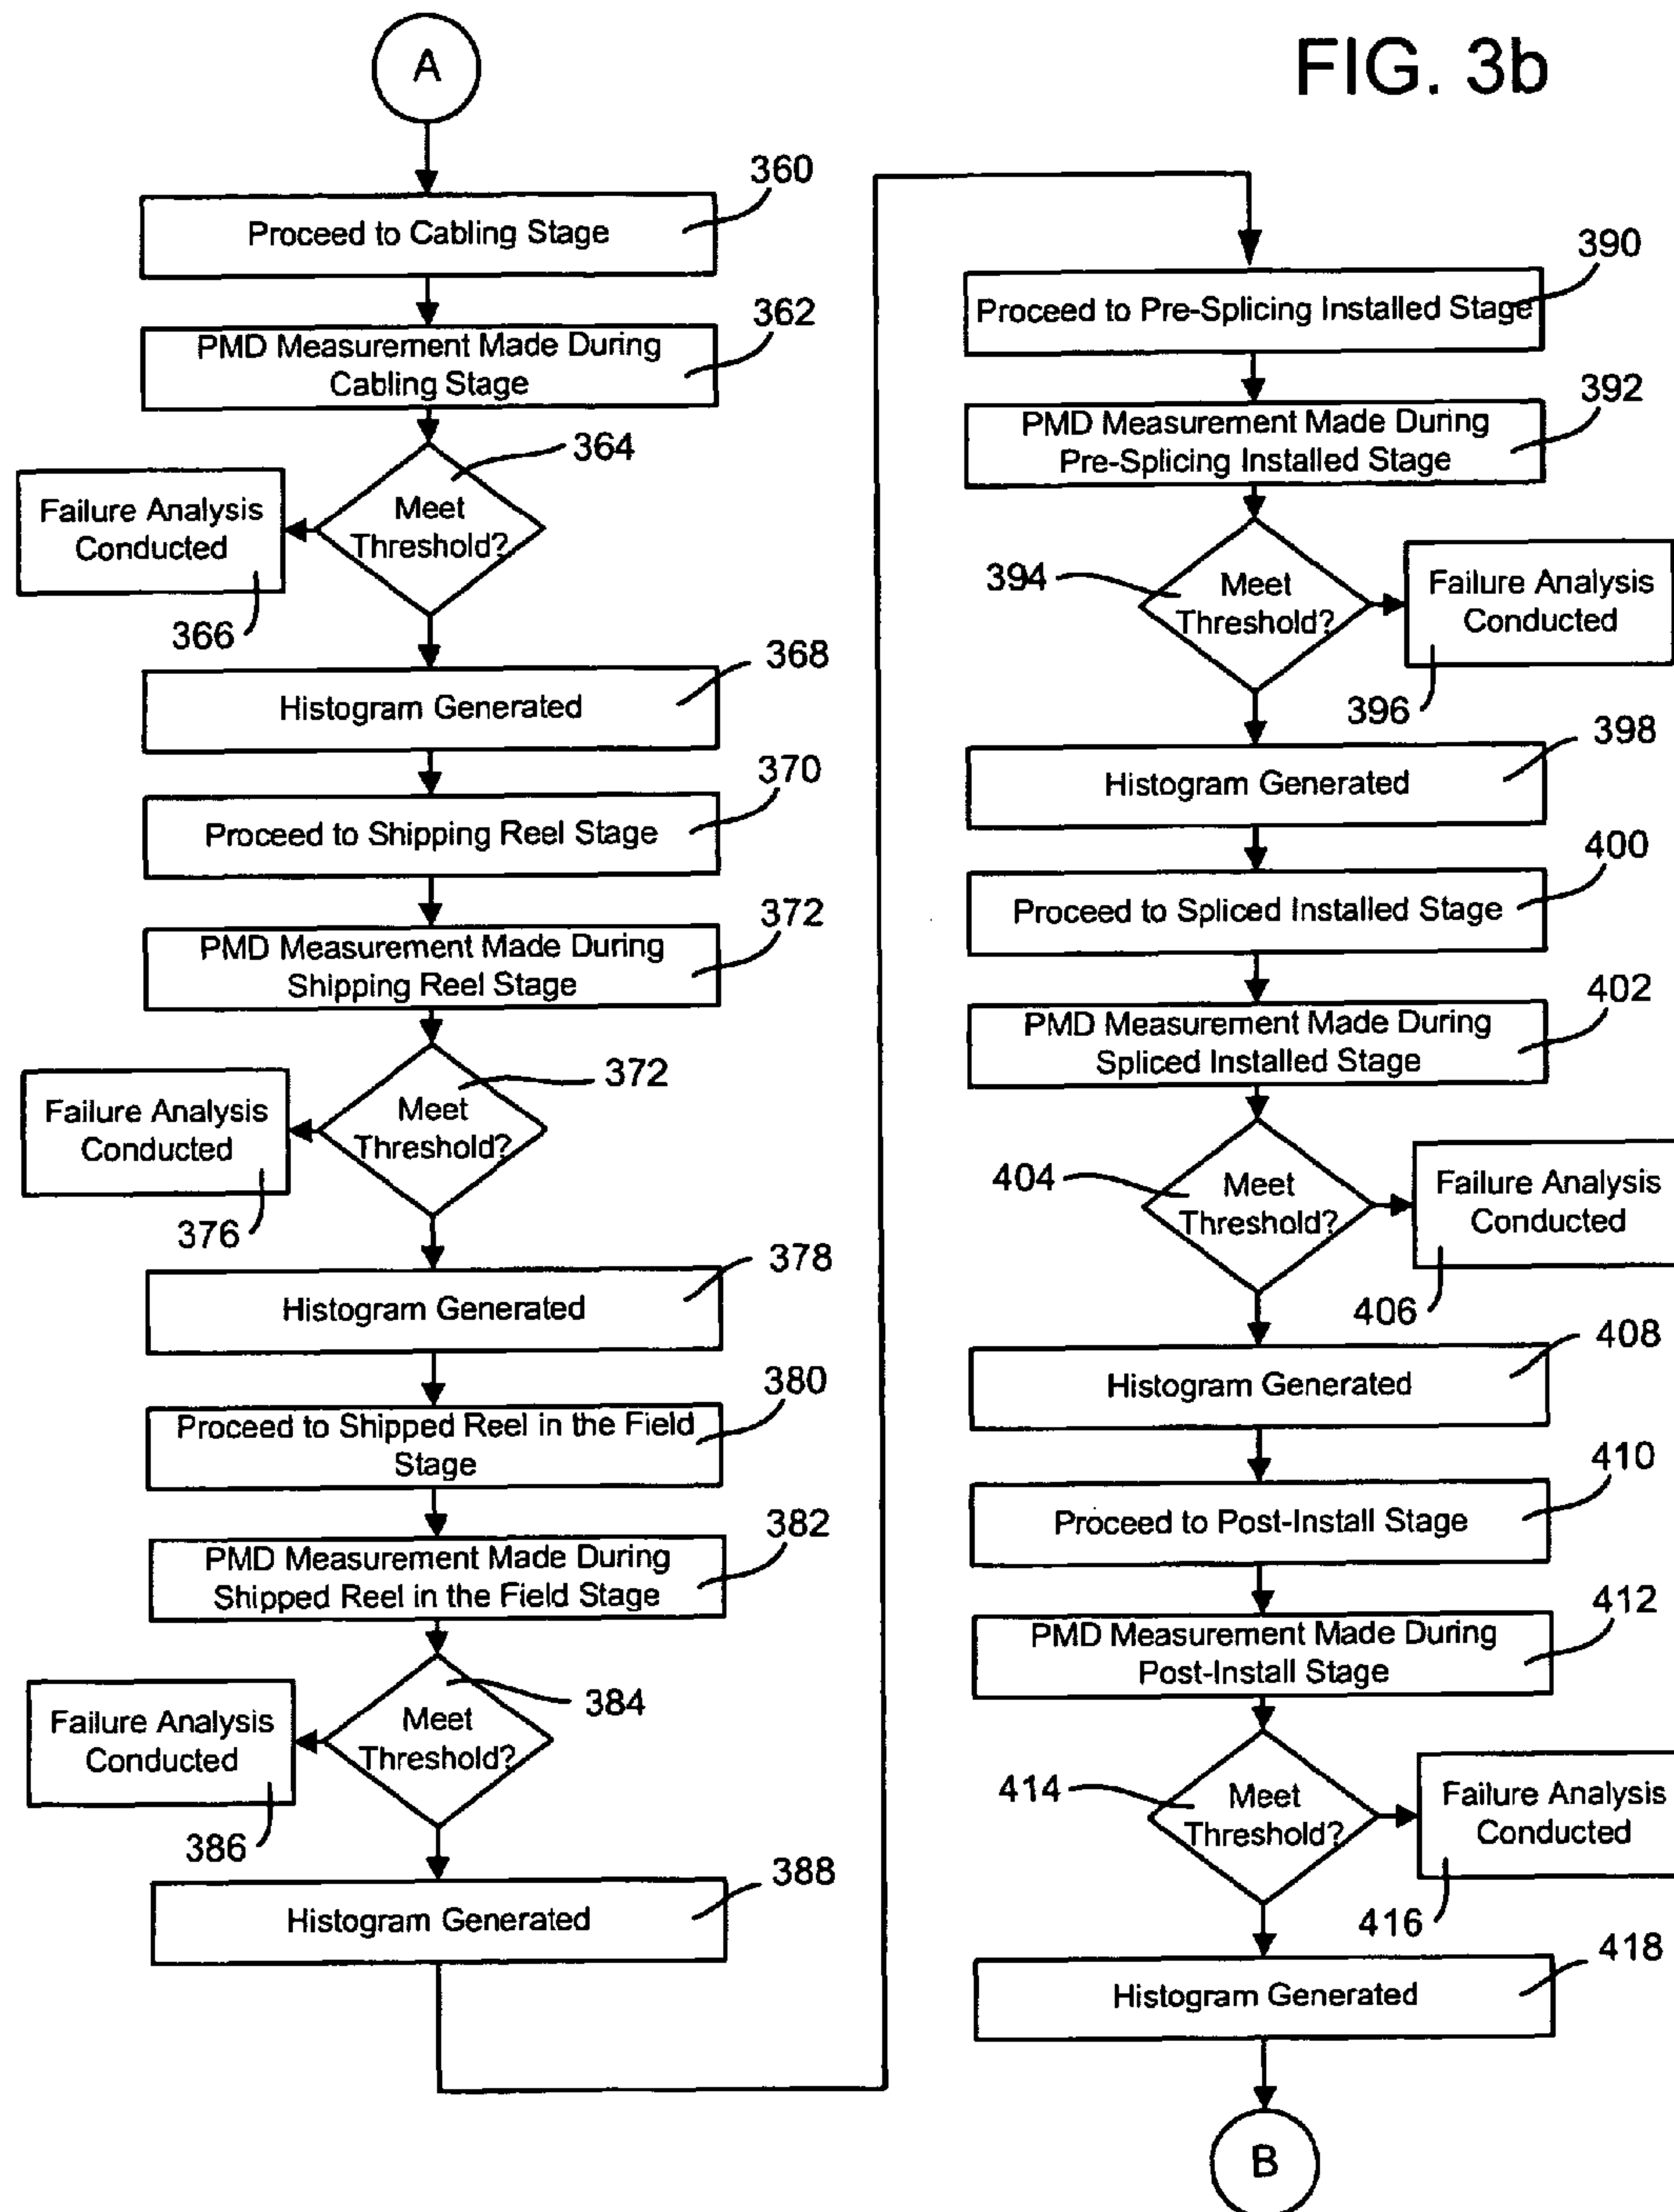 FIG. 3b
A
360
Proceed to Cabling Stage
362
PMD Measurement Made During
Cabling Stage
364
Meet
Threshold?
Failure Analysis
Conducted
366
368
Histogram Generated
370
Proceed to Shipping Reel Stage
372
PMD Measurement Made During
Shipping Reel Stage
372
Meet
Threshold?
Failure Analysis
Conducted
376
378
Histogram Generated
380
Proceed to Shipped Reel in the Field
Stage
382
PMD Measurement Made During
Shipped Reel in the Field Stage
384
Meet
Threshold?
Failure Analysis
Conducted
386
388
Histogram Generated
390
Proceed to Pre-Splicing Installed Stage
392
PMD Measurement Made During
Pre-Splicing Installed Stage
394
Meet
Threshold?
Failure Analysis
Conducted
396
398
Histogram Generated
400
Proceed to Spliced Installed Stage
402
PMD Measurement Made During
Spliced Installed Stage
404
Meet
Threshold?
Failure Analysis
Conducted
406
408
Histogram Generated
410
Proceed to Post-Install Stage
412
PMD Measurement Made During
Post-Install Stage
414
Meet
Threshold?
Failure Analysis
Conducted
416
418
Histogram Generated
B